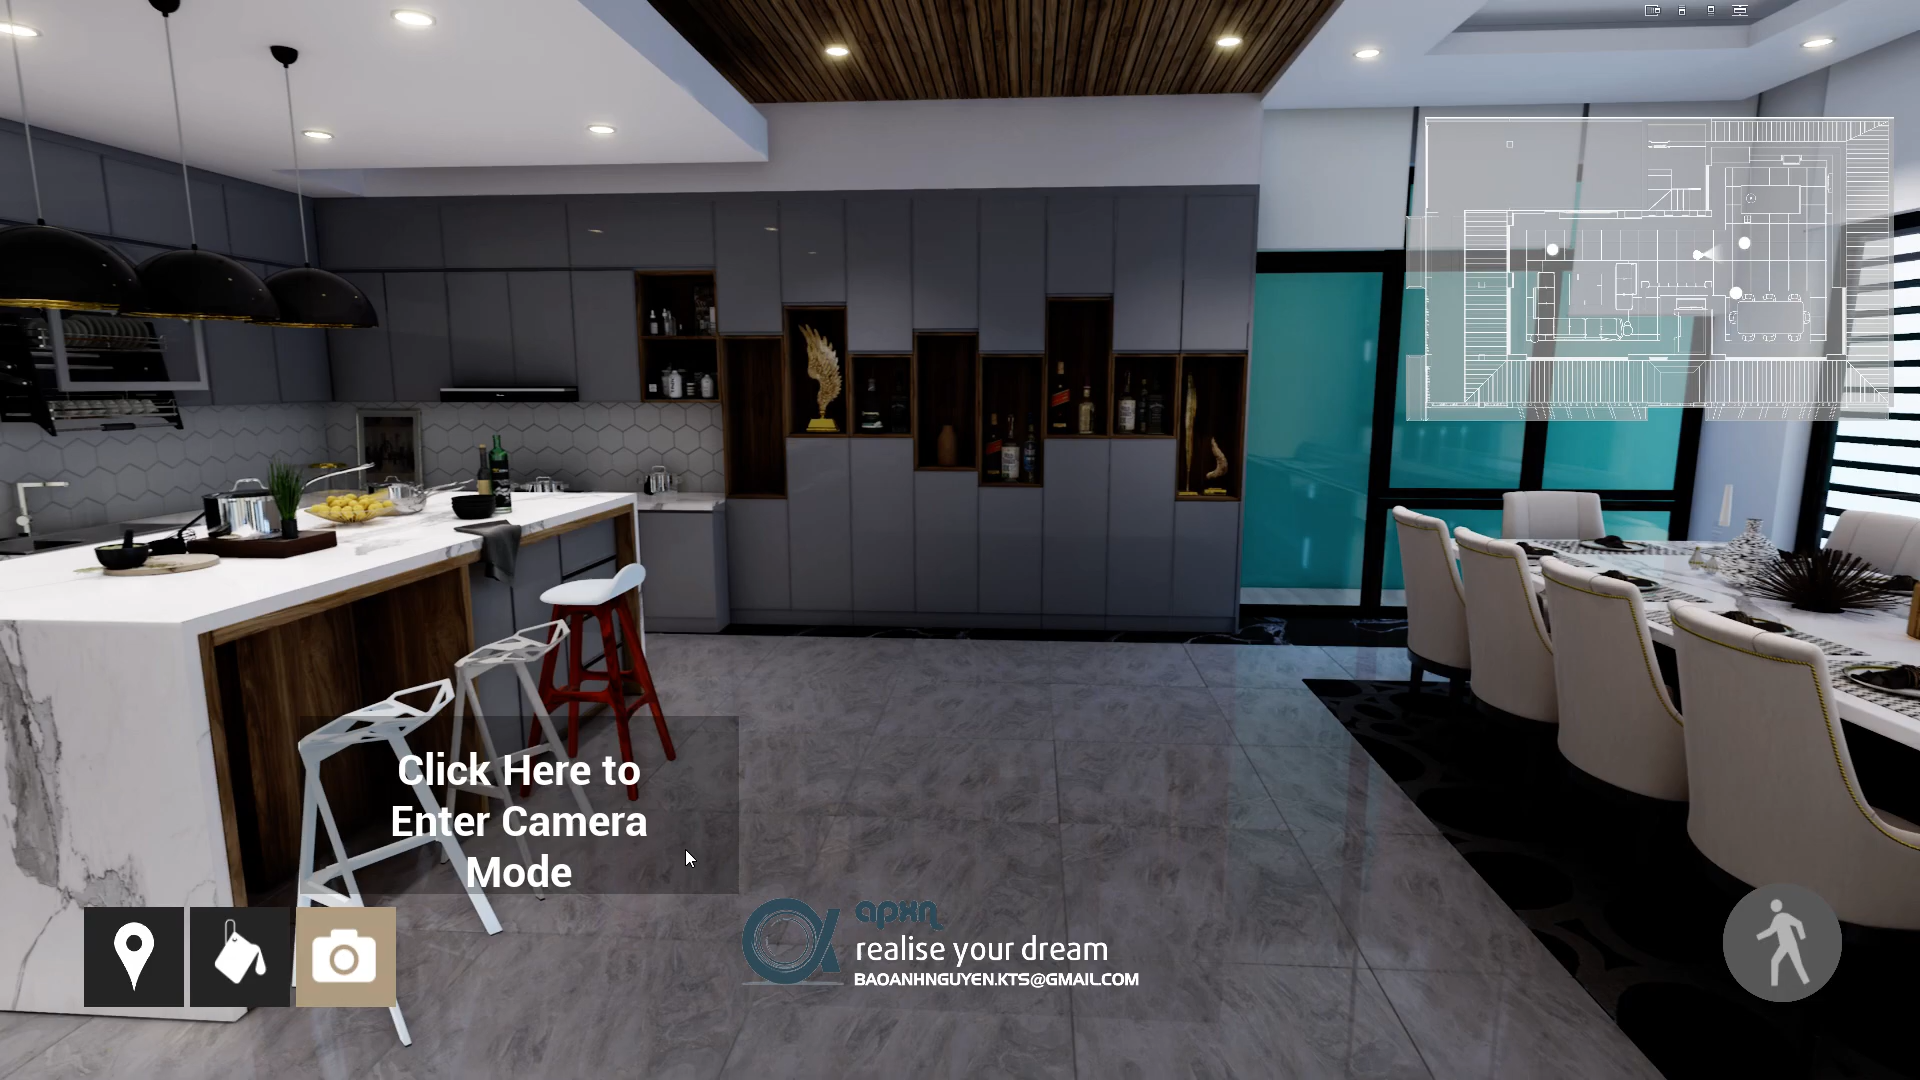 Click Here to
Enter Camera
Mode
apxn
realise your dream
BAOANHNGUYEN.KTS@GMAIL.COM